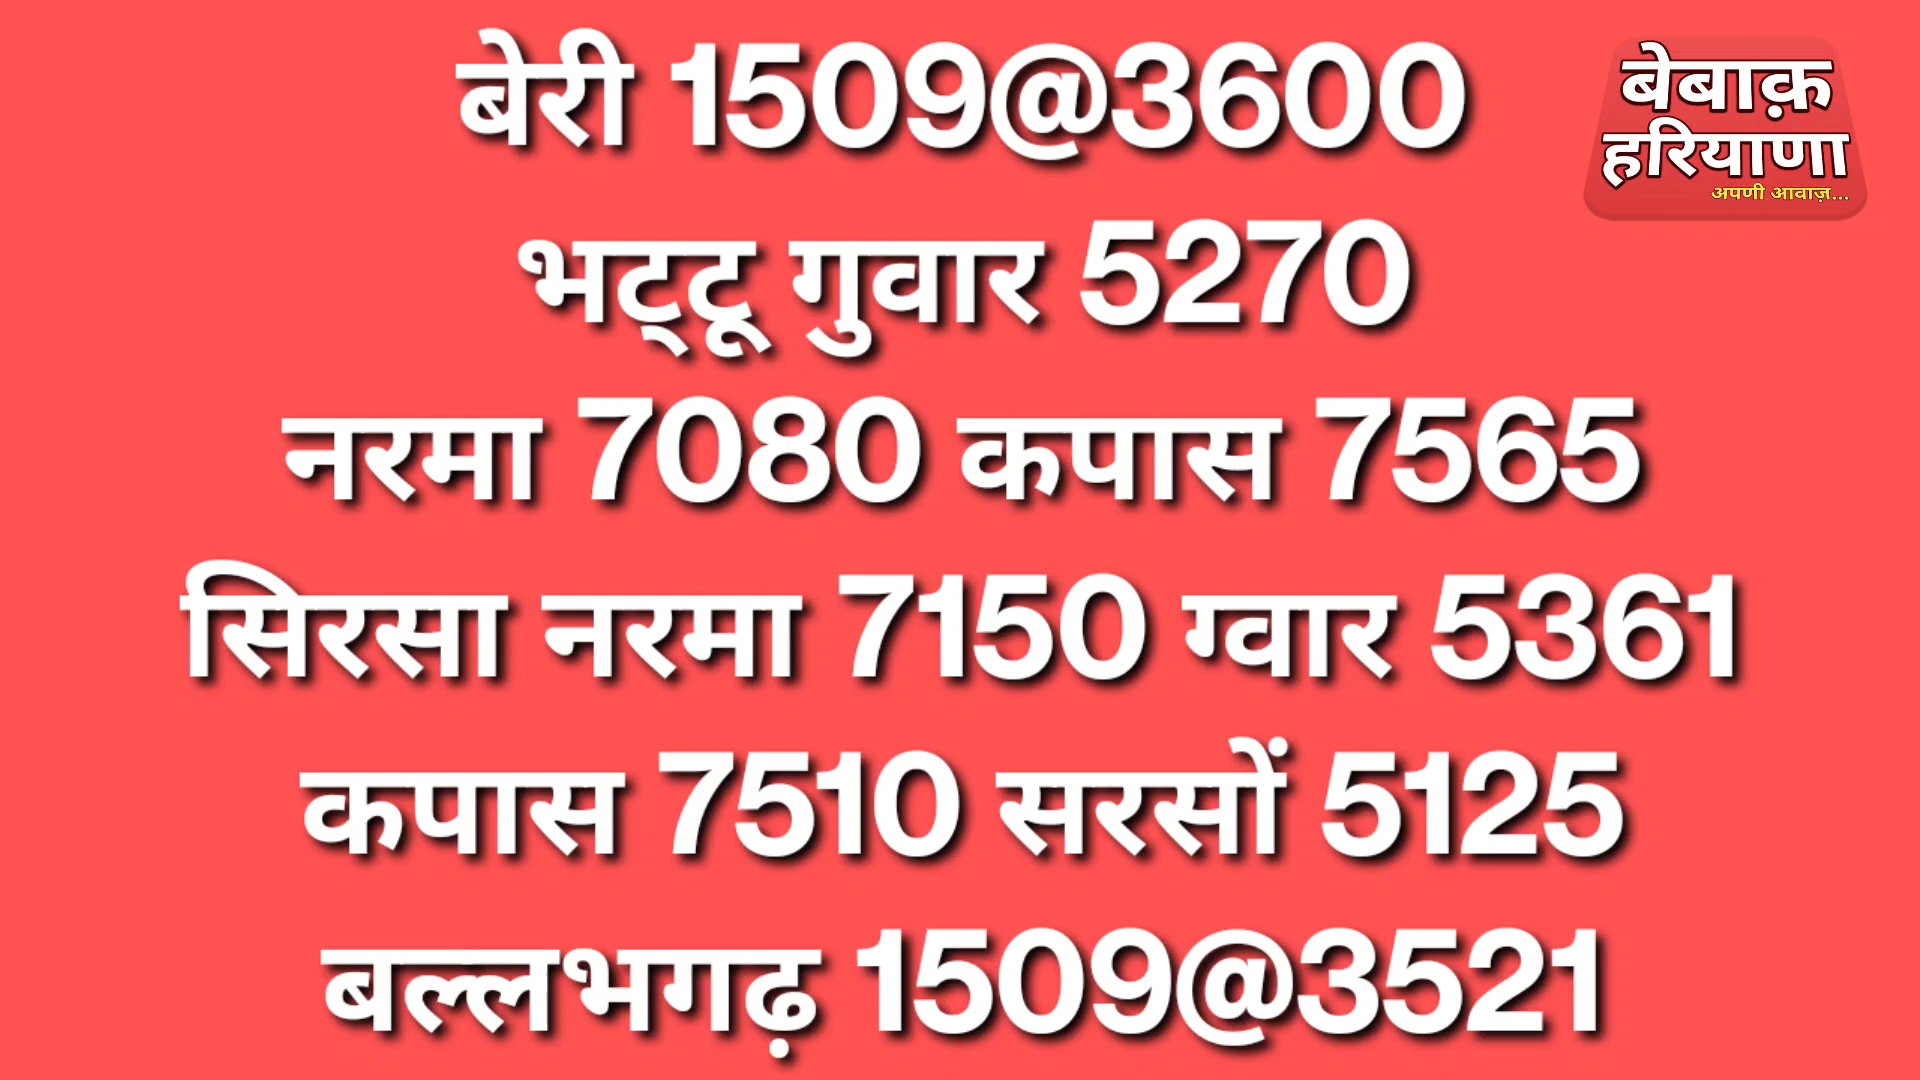 बेरी 1509@3600
भट्टू गुवार 5270
नरमा 7080 कपास 7565
सिरसा नरमा 7150 ग्वार 5361
कपास 7510 सरसों 5125
बल्लभगढ़ 1509@3521
बेबाक़
हरियाणा
अपणी आवाज़...